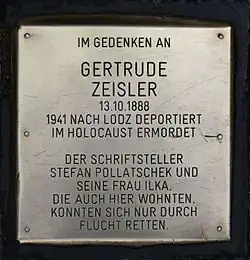 IM GEDENKEN AN
GERTRUDE
ZEISLER
13.10.1888
1941 NACH LODZ DEPORTIERT
IM HOLOCAUST ERMORDET
DER SCHRIFTSTELLER
STEFAN POLLATSCHEK UND
SEINE FRAU ILKA,
DIE AUCH HIER WOHNTEN,
KONNTEN SICH NUR DURCH
FLUCHT RETTEN.